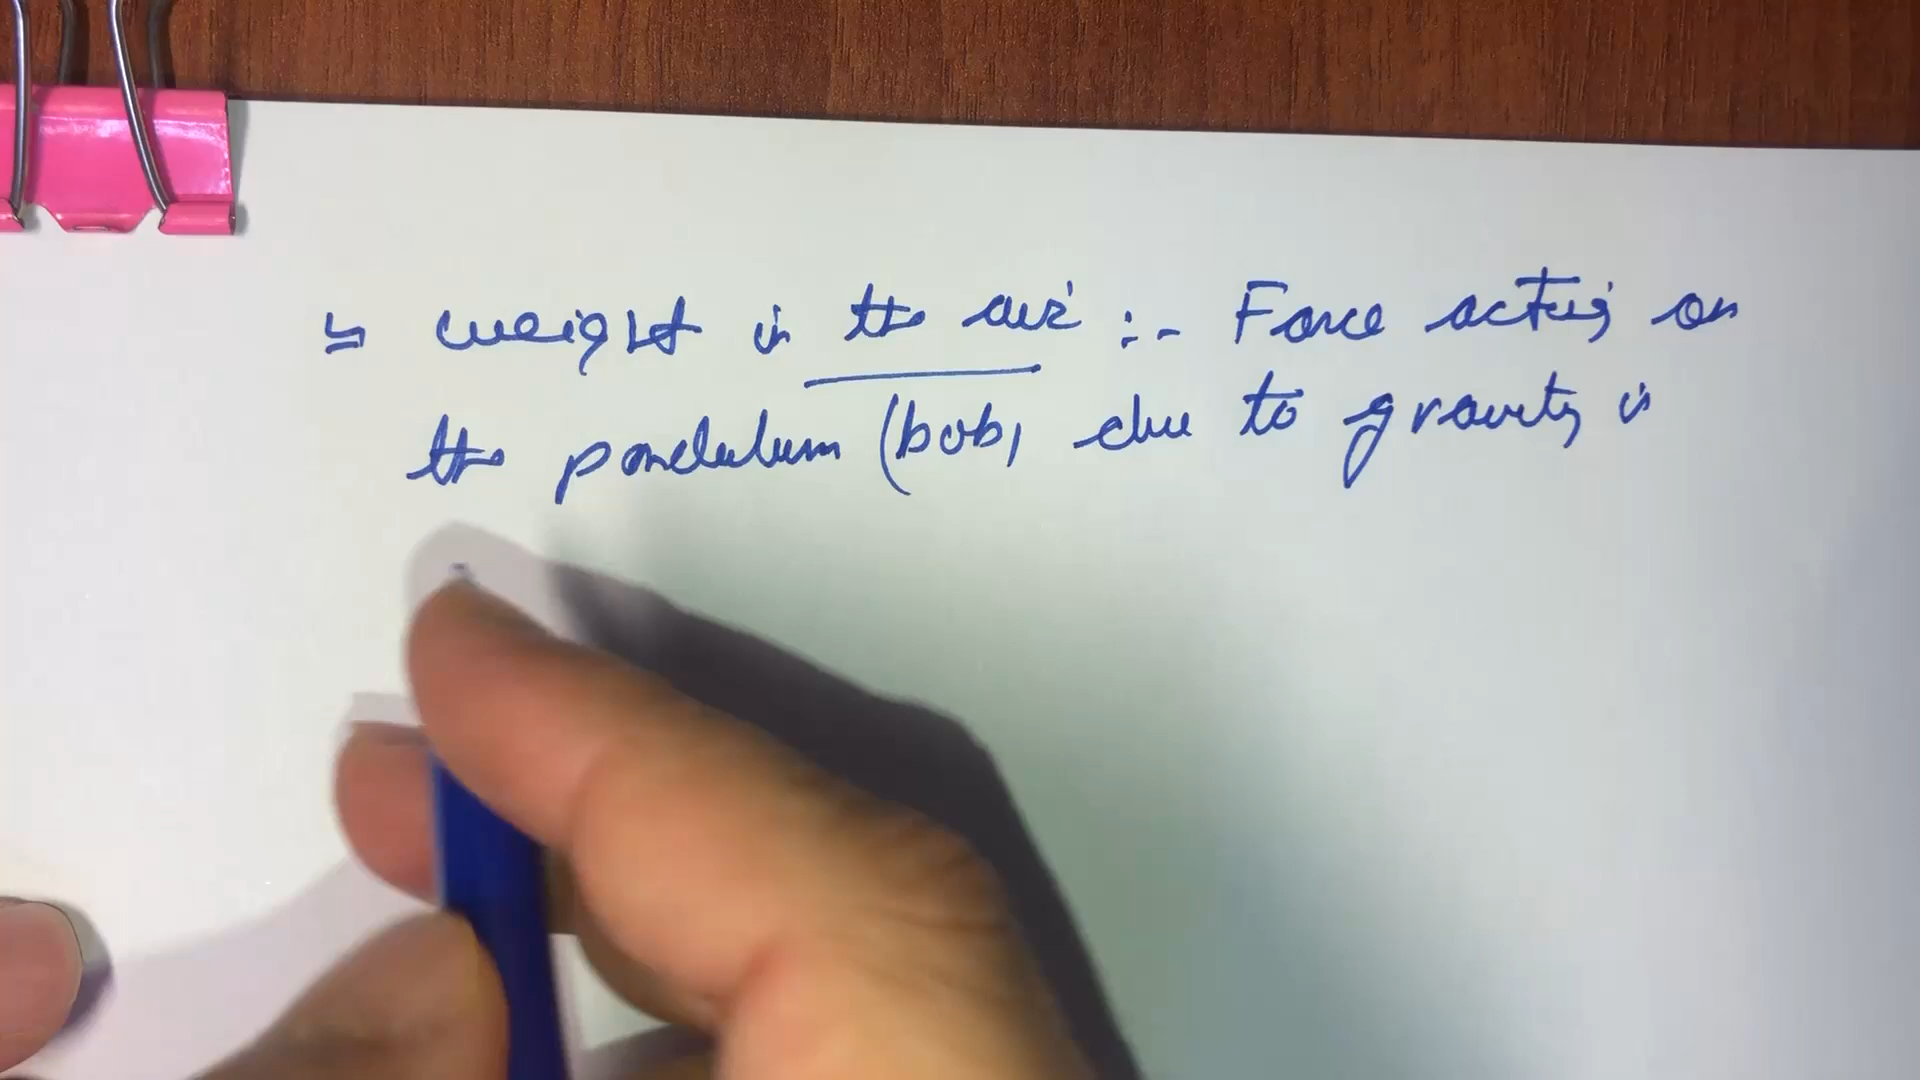 ↳ weight in the air :- Force acting on
the pendulum (bob) due to gravity is